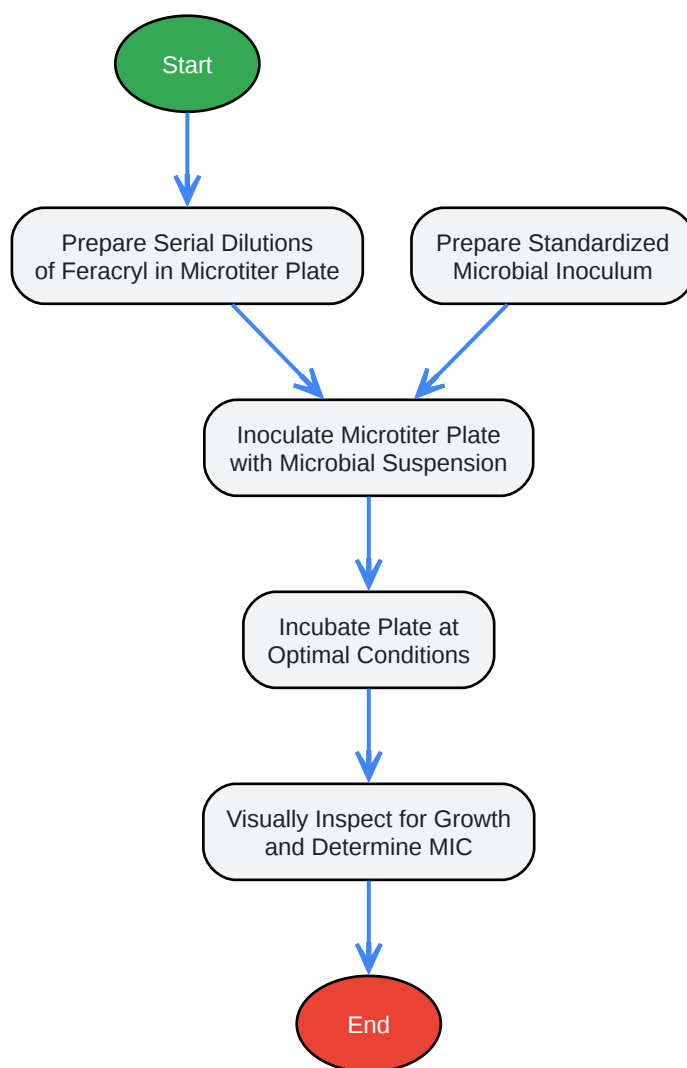 Start
Prepare Serial Dilutions
of Feracryl in Microtiter Plate
Prepare Standardized
Microbial Inoculum
Inoculate Microtiter Plate
with Microbial Suspension
Incubate Plate at
Optimal Conditions
Visually Inspect for Growth
and Determine MIC
End